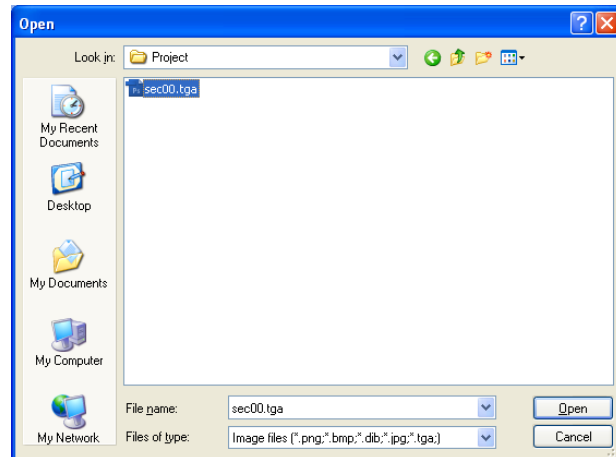 Open
Look in: Project
sec00.tga
My Recent
Documents
Desktop
My Documents
My Computer
My Network
File name: sec00.tga Open
Files of type: Image files (*.png;*.bmp;*.dib;*.jpg;*.tga;) Cancel